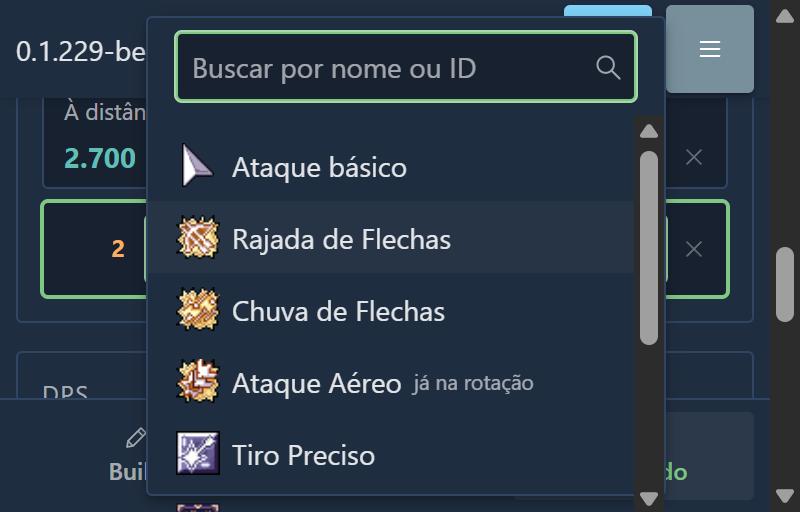 0.1.229-be
Buscar por nome ou ID
À distân
2.700
Ataque básico
2
Rajada de Flechas
Chuva de Flechas
Ataque Aéreo já na rotação
DPS
Tiro Preciso
Buil
do